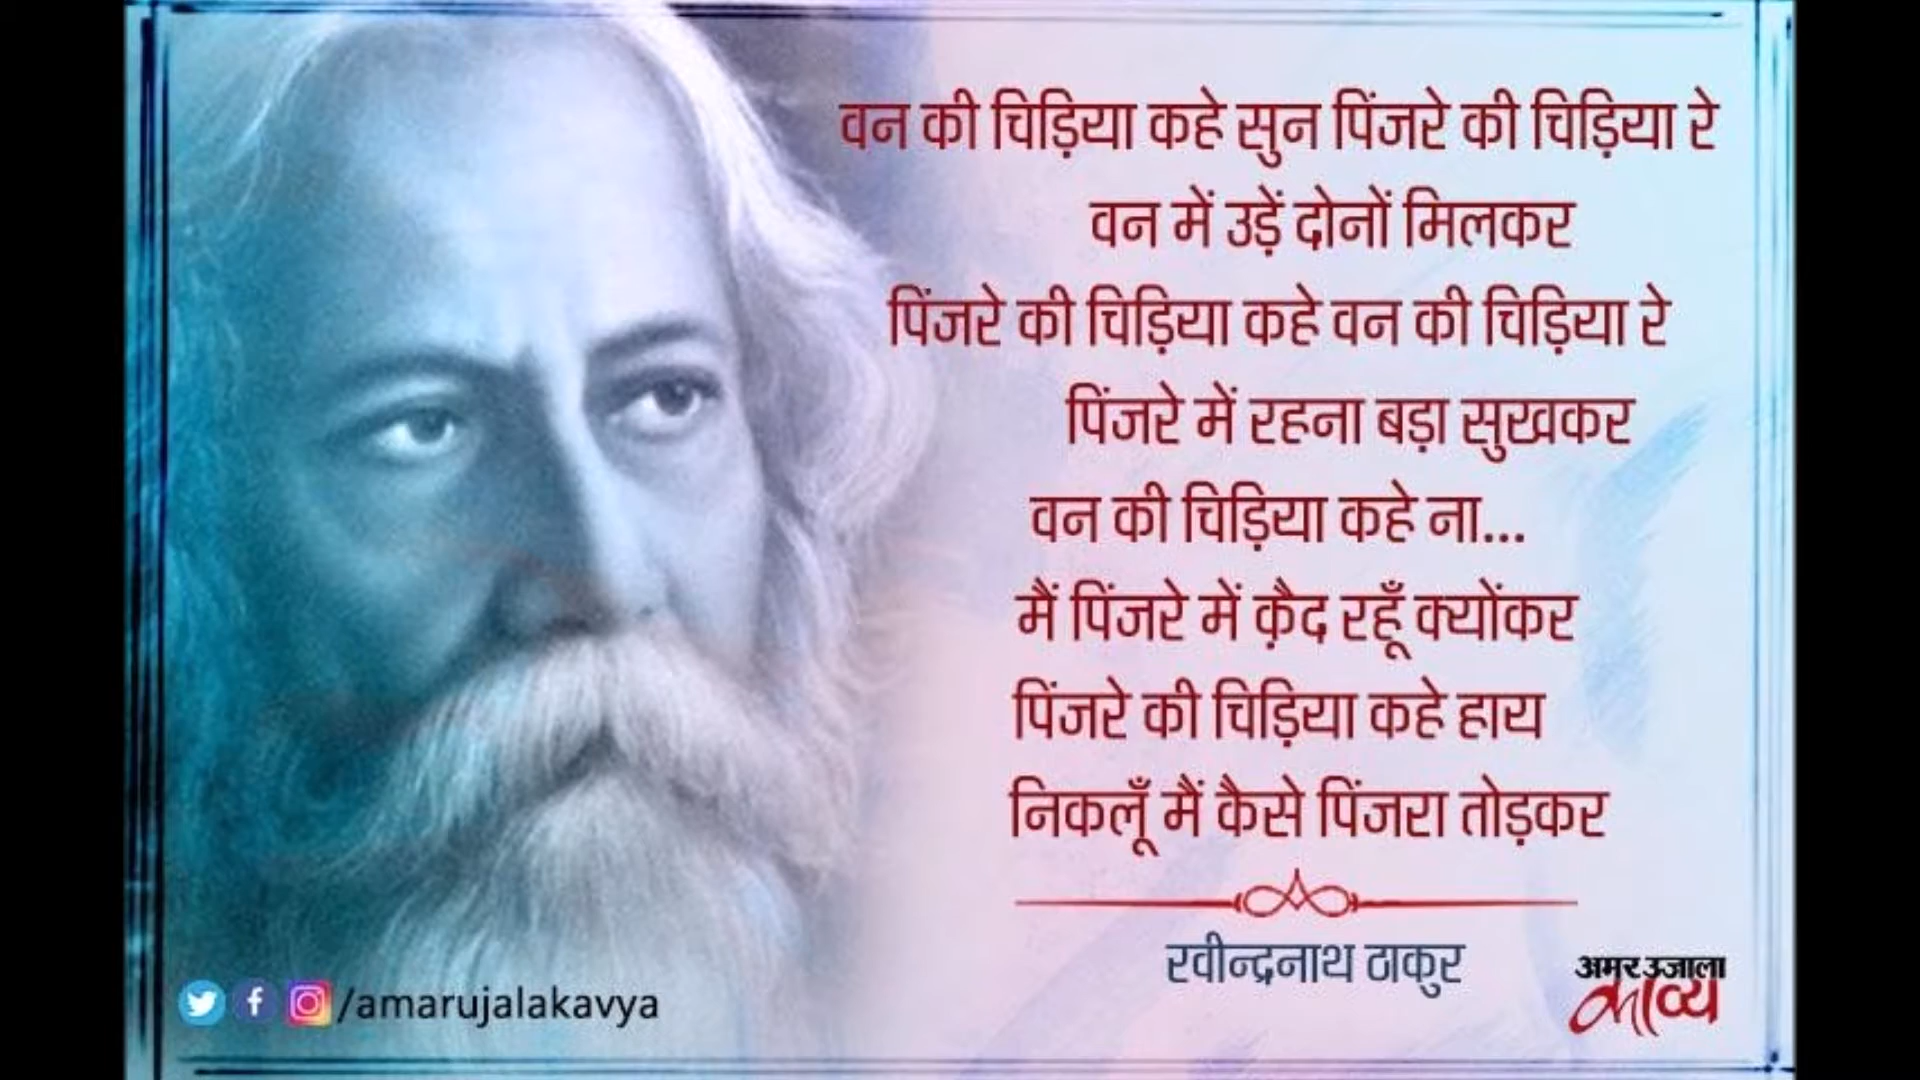 वन की चिड़िया कहे सुन पिंजरे की चिड़िया रे
वन में उड़ें दोनों मिलकर
पिंजरे की चिड़िया कहे वन की चिड़िया रे
पिंजरे में रहना बड़ा सुखकर
वन की चिड़िया कहे ना...
मैं पिंजरे में क़ैद रहूँ क्योंकर
पिंजरे की चिड़िया कहे हाय
निकलूँ मैं कैसे पिंजरा तोड़कर
रवीन्द्रनाथ ठाकुर
/amarujalakavya
अमर उजाला
काव्य